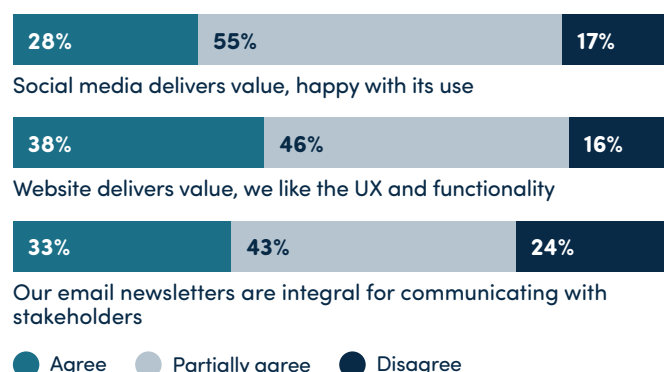 28% 55% 17%
Social media delivers value, happy with its use
38% 46% 16%
Website delivers value, we like the UX and functionality
33% 43% 24%
Our email newsletters are integral for communicating with
stakeholders
Agree Partially agree Disagree